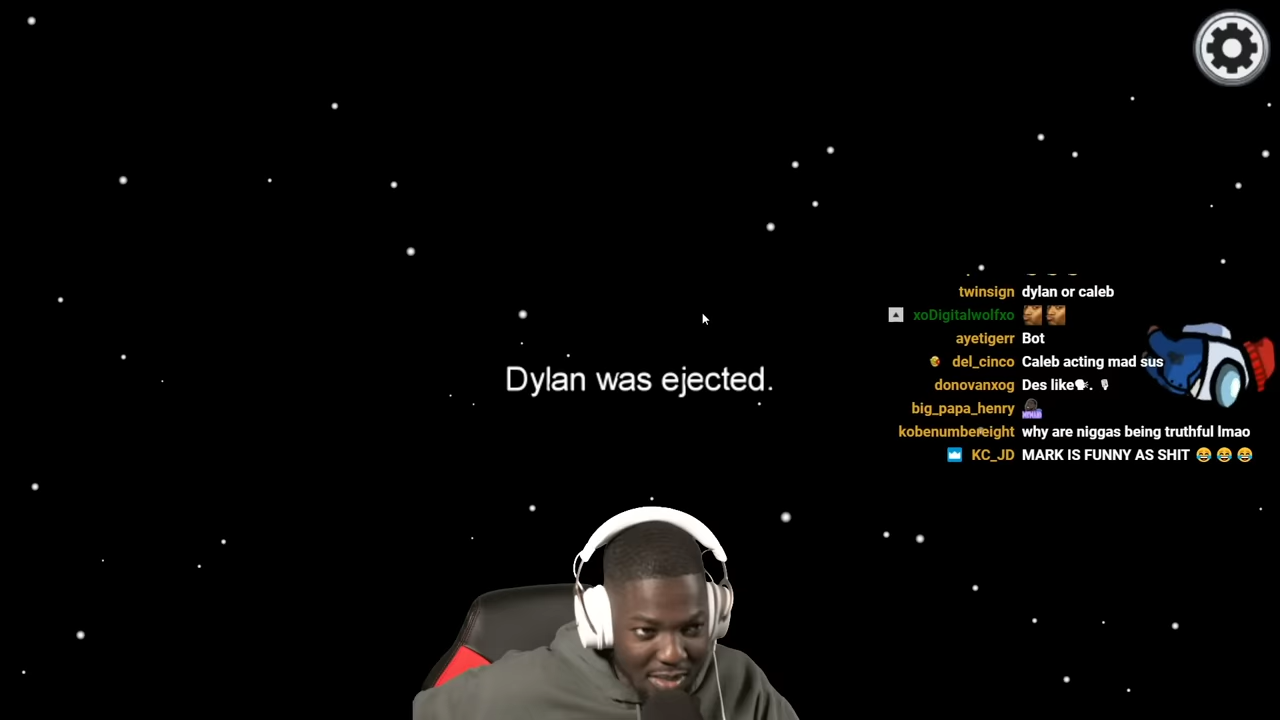 twinsign dylan or caleb
xoDigitalwolfxo
ayetigerr Bot
del_cinco Caleb acting mad sus
Dylan was ejected.
donovanxog Des like🗣. 🎙
big_papa_henry
kobenumbereight why are niggas being truthful lmao
KC_JD MARK IS FUNNY AS SHIT 😂 😂 😂